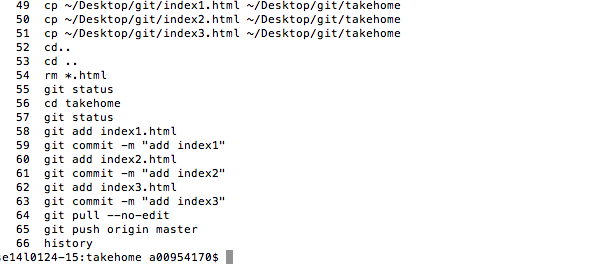 49 cp ~/Desktop/git/index1.html ~/Desktop/git/takehome
50 cp ~/Desktop/git/index2.html ~/Desktop/git/takehome
51 cp ~/Desktop/git/index3.html ~/Desktop/git/takehome
52 cd..
53 cd ..
54 rm *.html
55 git status
56 cd takehome
57 git status
58 git add index1.html
59 git commit -m "add index1"
60 git add index2.html
61 git commit -m "add index2"
62 git add index3.html
63 git commit -m "add index3"
64 git pull --no-edit
65 git push origin master
66 history
se14l0124-15:takehome a00954170$